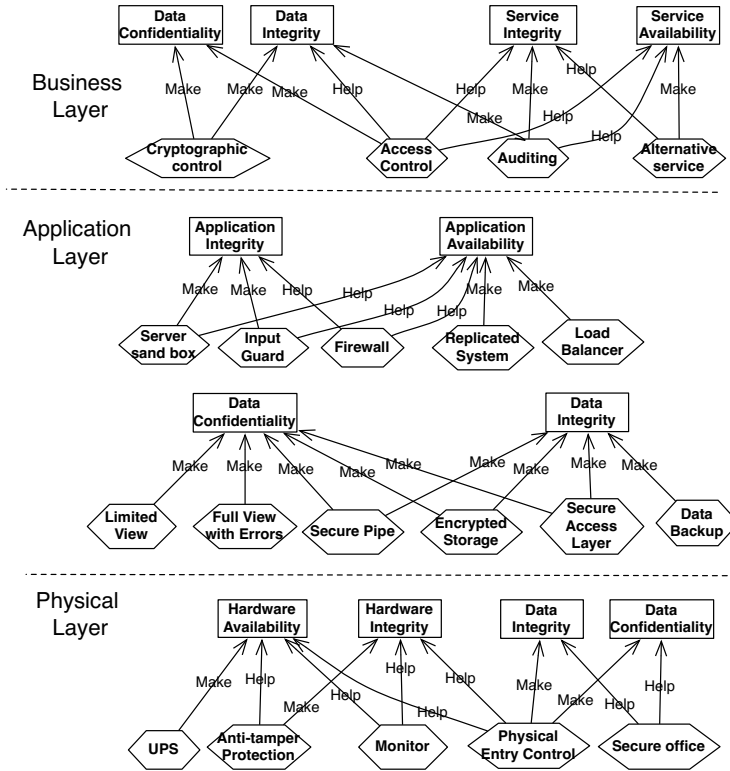 Data
Confidentiality
Data
Integrity
Service
Integrity
Service
Availability
Business
Layer
Make
Make
Make
Help
Help
Make
Make
Help
Help
Help
Make
Cryptographic
control
Access
Control
Auditing
Alternative
service
Application
Layer
Application
Integrity
Application
Availability
Make
Make
Help
Help
Help
Help
Make
Make
Server
sand box
Input
Guard
Firewall
Replicated
System
Load
Balancer
Data
Confidentiality
Data
Integrity
Make
Make
Make
Make
Make
Make
Make
Make
Make
Limited
View
Full View
with Errors
Secure Pipe
Encrypted
Storage
Secure
Access
Layer
Data
Backup
Physical
Layer
Hardware
Availability
Hardware
Integrity
Data
Integrity
Data
Confidentiality
Make
Help
Make
Help
Help
Help
Help
Make
Make
Help
Help
UPS
Anti-tamper
Protection
Monitor
Physical
Entry Control
Secure office